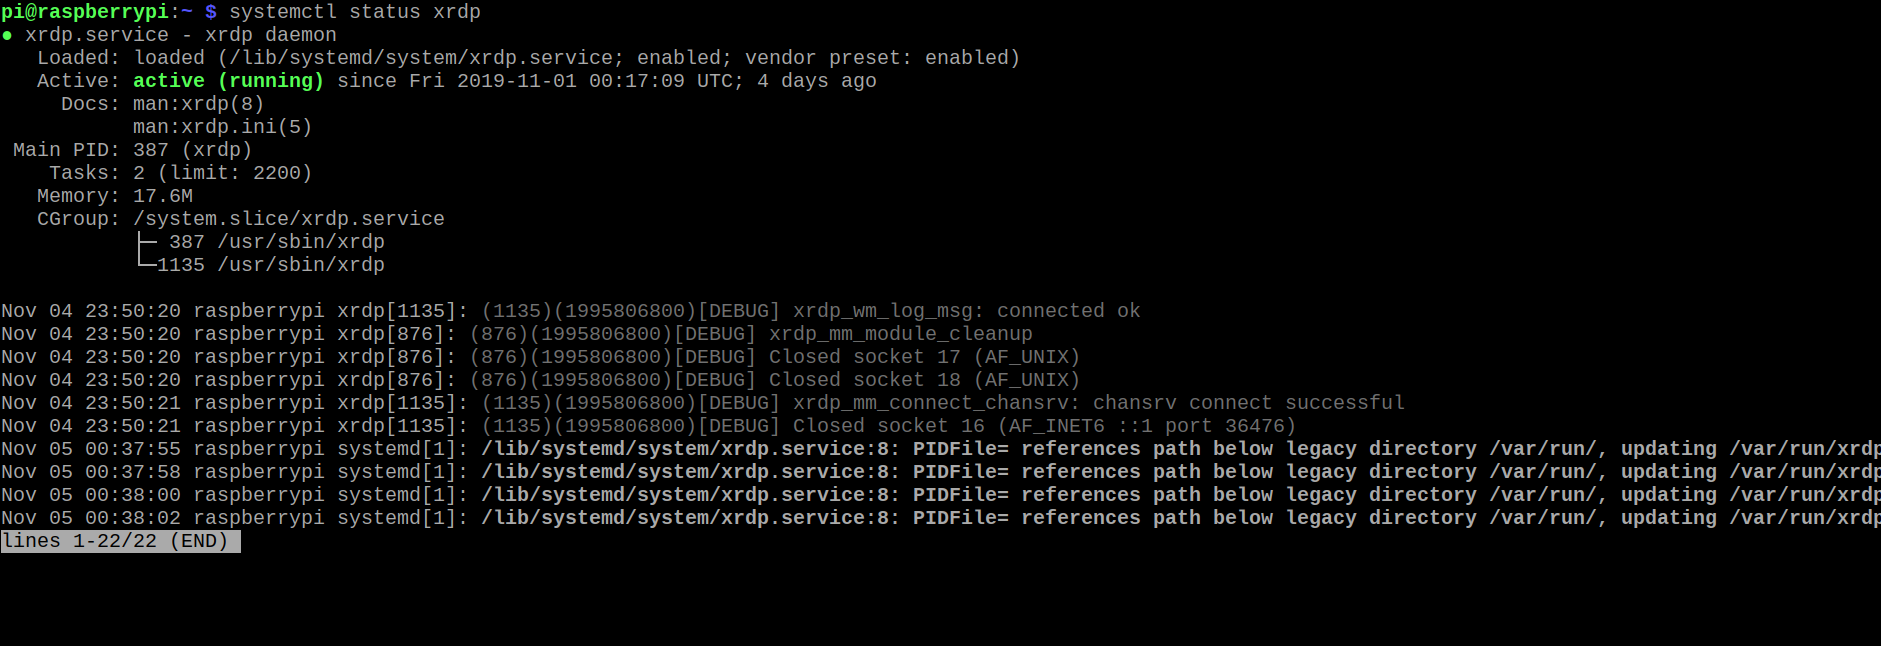 pi@raspberrypi:~ $ systemctl status xrdp
● xrdp.service - xrdp daemon
   Loaded: loaded (/lib/systemd/system/xrdp.service; enabled; vendor preset: enabled)
   Active: active (running) since Fri 2019-11-01 00:17:09 UTC; 4 days ago
     Docs: man:xrdp(8)
           man:xrdp.ini(5)
 Main PID: 387 (xrdp)
    Tasks: 2 (limit: 2200)
   Memory: 17.6M
   CGroup: /system.slice/xrdp.service
           ├─ 387 /usr/sbin/xrdp
           └─1135 /usr/sbin/xrdp

Nov 04 23:50:20 raspberrypi xrdp[1135]: (1135)(1995806800)[DEBUG] xrdp_wm_log_msg: connected ok
Nov 04 23:50:20 raspberrypi xrdp[876]: (876)(1995806800)[DEBUG] xrdp_mm_module_cleanup
Nov 04 23:50:20 raspberrypi xrdp[876]: (876)(1995806800)[DEBUG] Closed socket 17 (AF_UNIX)
Nov 04 23:50:20 raspberrypi xrdp[876]: (876)(1995806800)[DEBUG] Closed socket 18 (AF_UNIX)
Nov 04 23:50:21 raspberrypi xrdp[1135]: (1135)(1995806800)[DEBUG] xrdp_mm_connect_chansrv: chansrv connect successful
Nov 04 23:50:21 raspberrypi xrdp[1135]: (1135)(1995806800)[DEBUG] Closed socket 16 (AF_INET6 ::1 port 36476)
Nov 05 00:37:55 raspberrypi systemd[1]: /lib/systemd/system/xrdp.service:8: PIDFile= references path below legacy directory /var/run/, updating /var/run/xrdp
Nov 05 00:37:58 raspberrypi systemd[1]: /lib/systemd/system/xrdp.service:8: PIDFile= references path below legacy directory /var/run/, updating /var/run/xrdp
Nov 05 00:38:00 raspberrypi systemd[1]: /lib/systemd/system/xrdp.service:8: PIDFile= references path below legacy directory /var/run/, updating /var/run/xrdp
Nov 05 00:38:02 raspberrypi systemd[1]: /lib/systemd/system/xrdp.service:8: PIDFile= references path below legacy directory /var/run/, updating /var/run/xrdp
lines 1-22/22 (END)